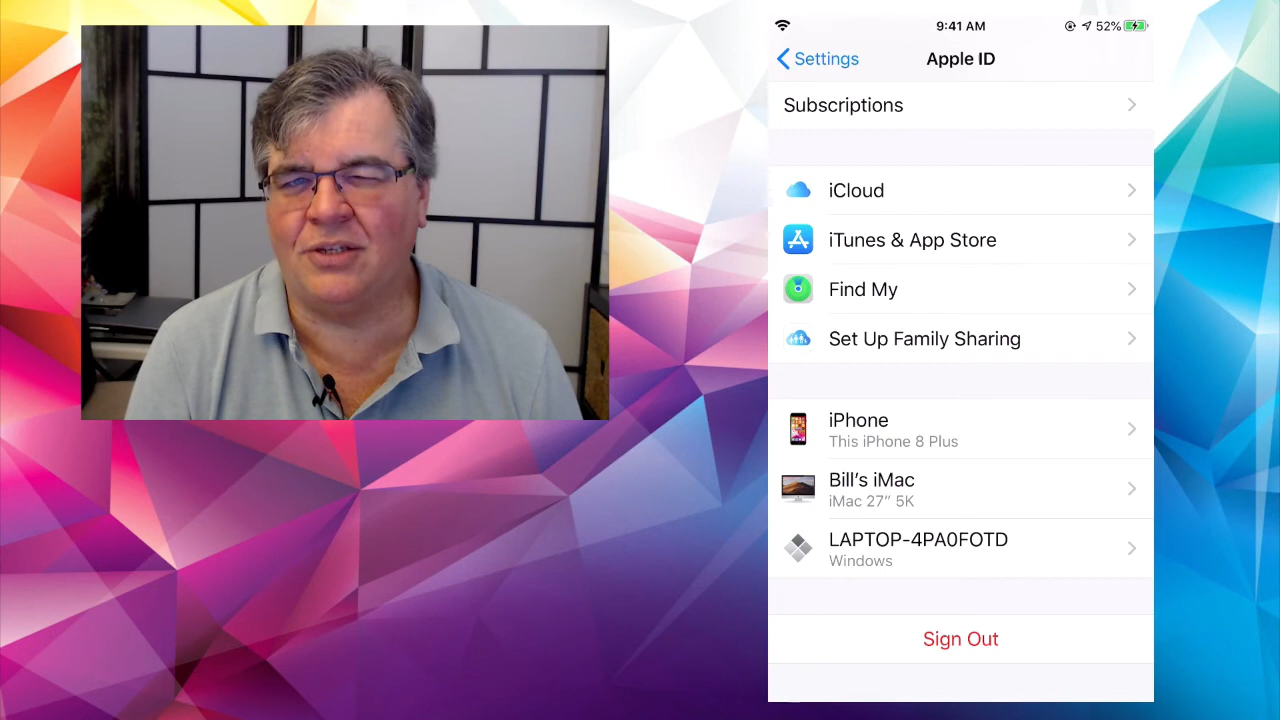 9:41 AM
52%
Settings
Apple ID
Subscriptions
iCloud
iTunes & App Store
Find My
Set Up Family Sharing
iPhone
This iPhone 8 Plus
Bill’s iMac
iMac 27” 5K
LAPTOP-4PA0FOTD
Windows
Sign Out